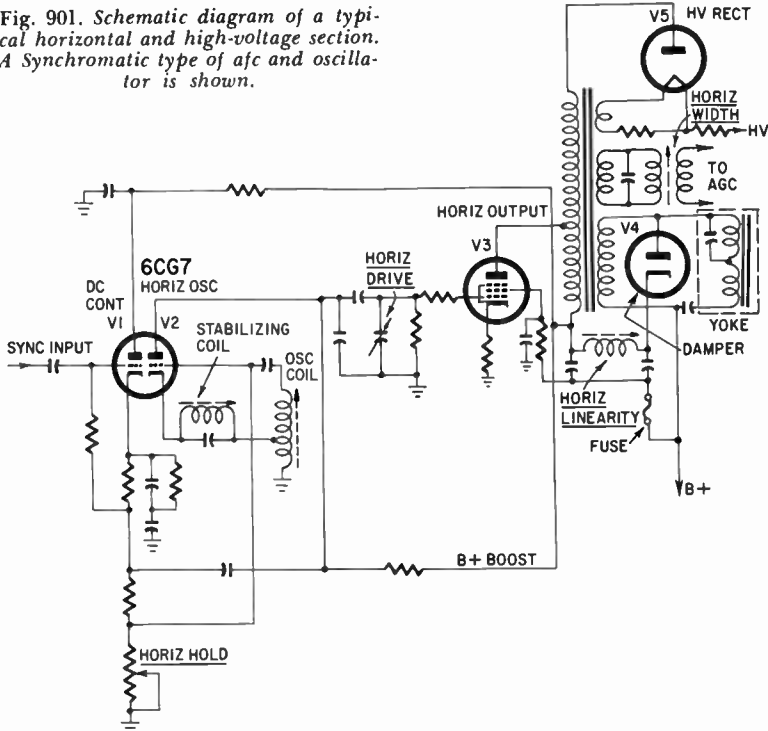 Fig. 901. Schematic diagram of a typi-
cal horizontal and high-voltage section.
A Synchromatic type of afc and oscilla-
tor is shown.
V5
HV RECT
HORIZ
WIDTH
HV
TO
AGC
HORIZ OUTPUT
V3
V4
YOKE
DAMPER
6CG7
HORIZ OSC
DC
CONT
V1
V2
HORIZ
DRIVE
STABILIZING
COIL
SYNC INPUT
OSC
COIL
HORIZ
LINEARITY
FUSE
B+
B+ BOOST
HORIZ HOLD